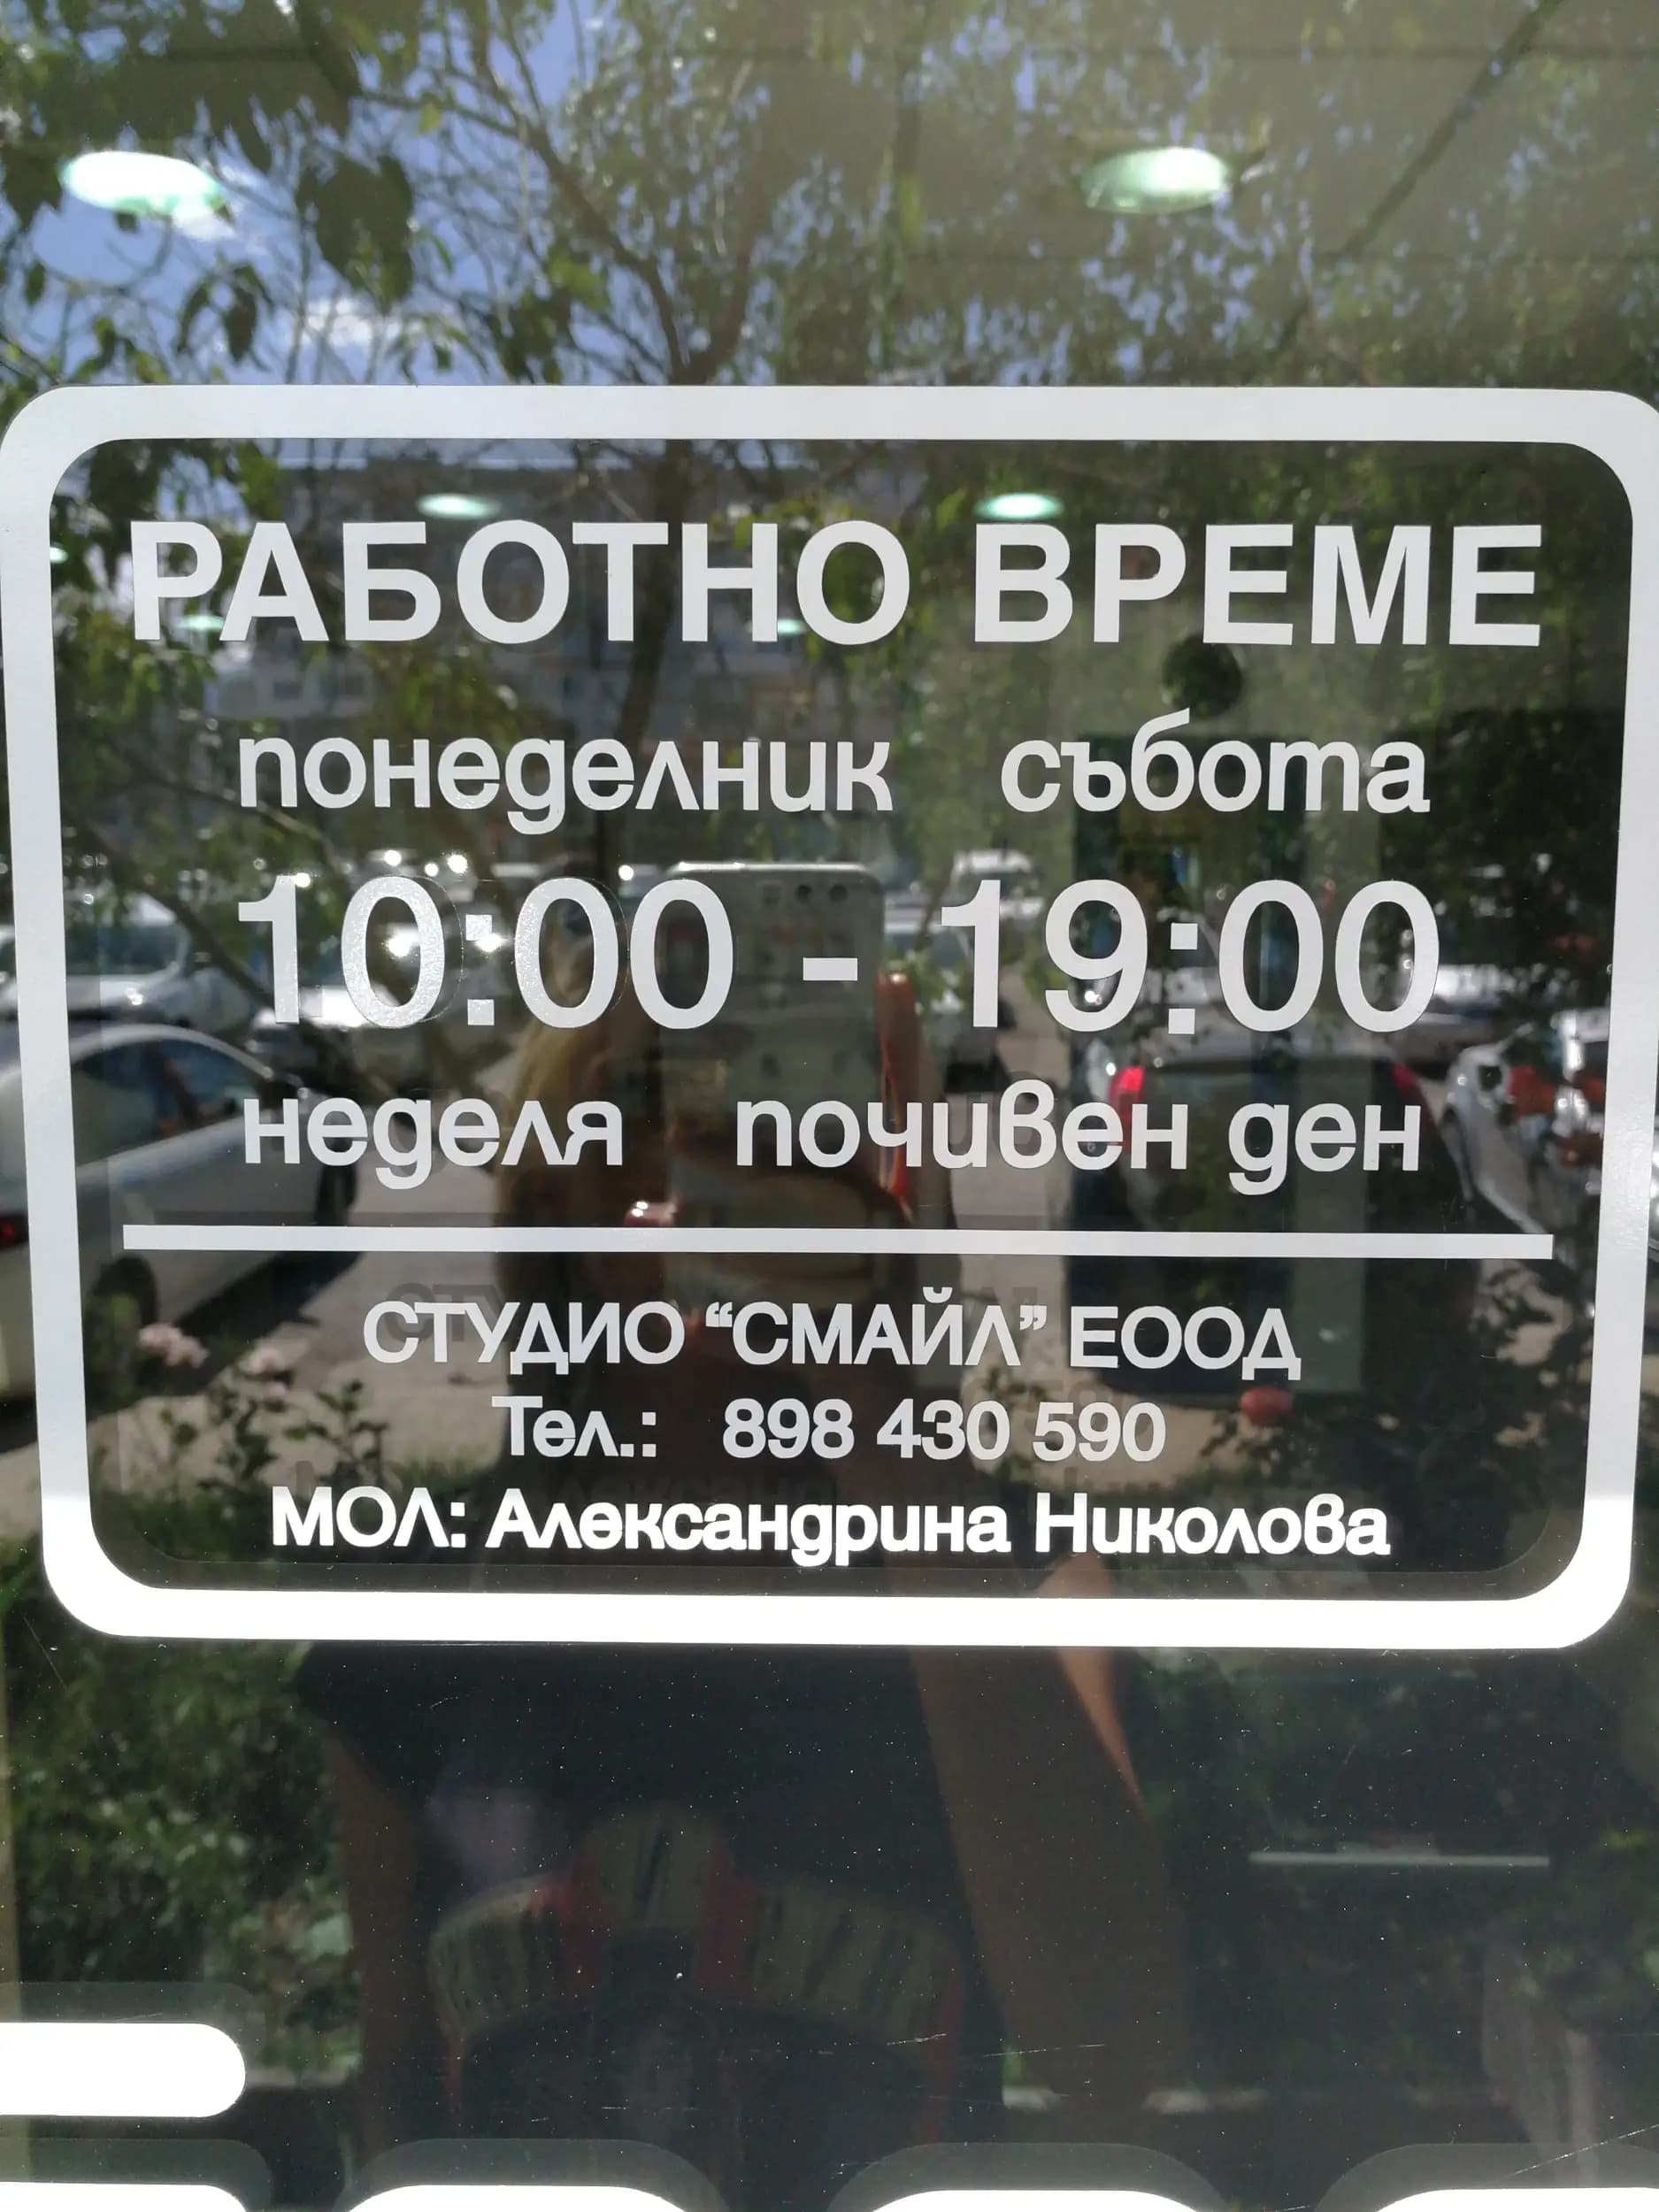 РАБОТНО ВРЕМЕ
понеделник събота
10:00 - 19:00
неделя почивен ден
СТУДИО “СМАЙЛ” ЕООД
Тел.: 898 430 590
МОЛ: Александрина Николова